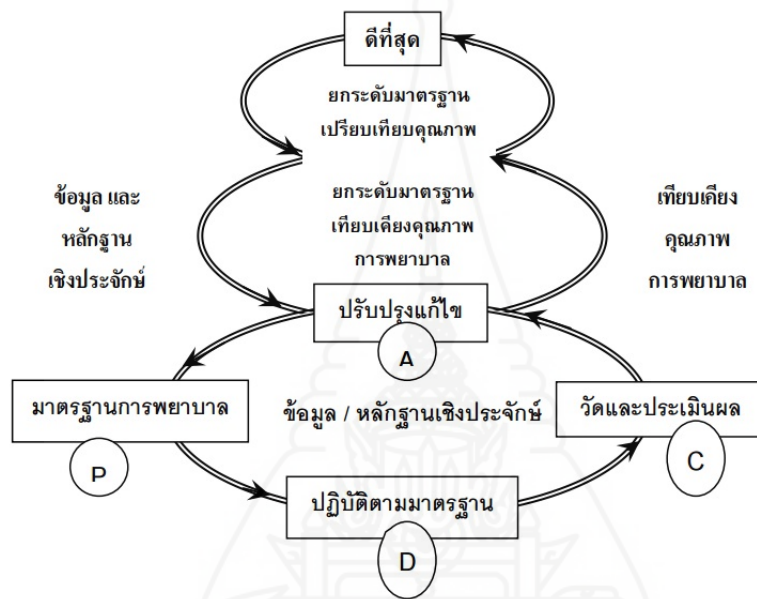 ดีที่สุด
ยกระดับมาตรฐาน
เปรียบเทียบคุณภาพ
ข้อมูล และ
หลักฐาน
เชิงประจักษ์
ยกระดับมาตรฐาน
เทียบเคียงคุณภาพ
การพยาบาล
เทียบเคียง
คุณภาพ
การพยาบาล
ปรับปรุงแก้ไข
A
มาตรฐานการพยาบาล
P
ข้อมูล / หลักฐานเชิงประจักษ์
วัดและประเมินผล
C
ปฏิบัติตามมาตรฐาน
D